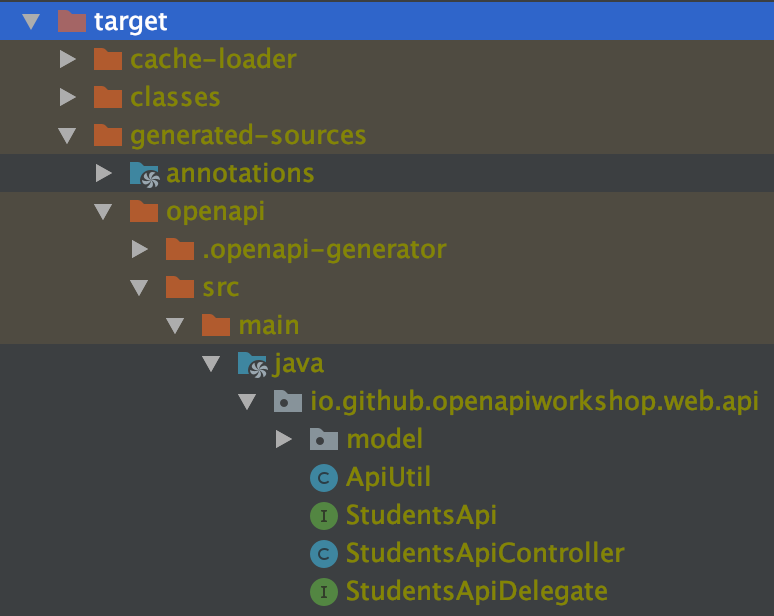 target
cache-loader
classes
generated-sources
annotations
openapi
.openapi-generator
src
main
java
io.github.openapiworkshop.web.api
model
C ApiUtil
I StudentsApi
C StudentsApiController
I StudentsApiDelegate